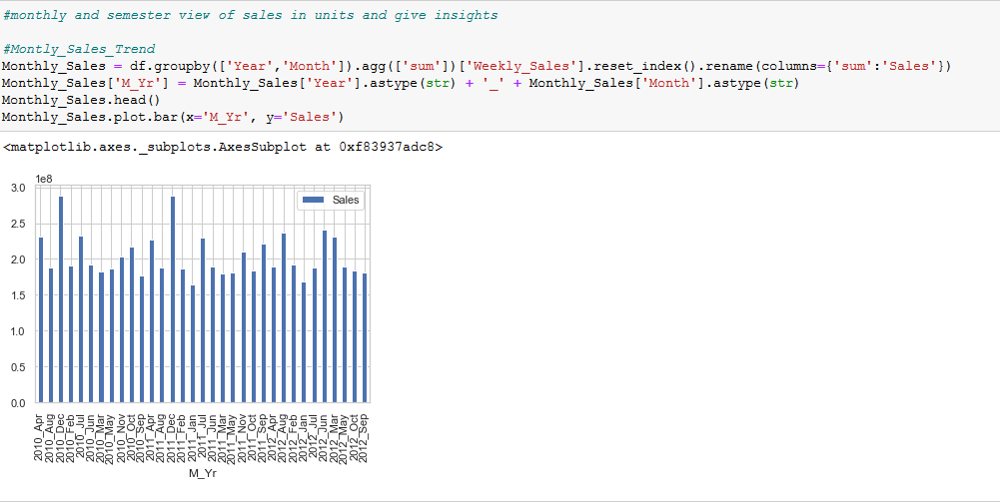 #monthly and semester view of sales in units and give insights
#Montly_Sales_Trend
Monthly_Sales = df.groupby(['Year','Month']).agg(['sum'])['Weekly_Sales'].reset_index().rename(columns={'sum':'Sales'})
Monthly_Sales['M_Yr'] = Monthly_Sales['Year'].astype(str) + '_' + Monthly_Sales['Month'].astype(str)
Monthly_Sales.head()
Monthly_Sales.plot.bar(x='M_Yr', y='Sales')
<matplotlib.axes._subplots.AxesSubplot at 0xf83937adc8>
1e8
Sales
3.0
2.5
2.0
1.5
1.0
0.5
0.0
2010_Apr
2010_Aug
2010_Dec
2010_Feb
2010_Jul
2010_Jun
2010_Mar
2010_May
2010_Nov
2010_Oct
2010_Sep
2011_Apr
2011_Aug
2011_Dec
2011_Feb
2011_Jan
2011_Jul
2011_Jun
2011_Mar
2011_May
2011_Nov
2011_Oct
2011_Sep
2012_Apr
2012_Aug
2012_Feb
2012_Jan
2012_Jul
2012_Jun
2012_Mar
2012_May
2012_Oct
2012_Sep
M_Yr